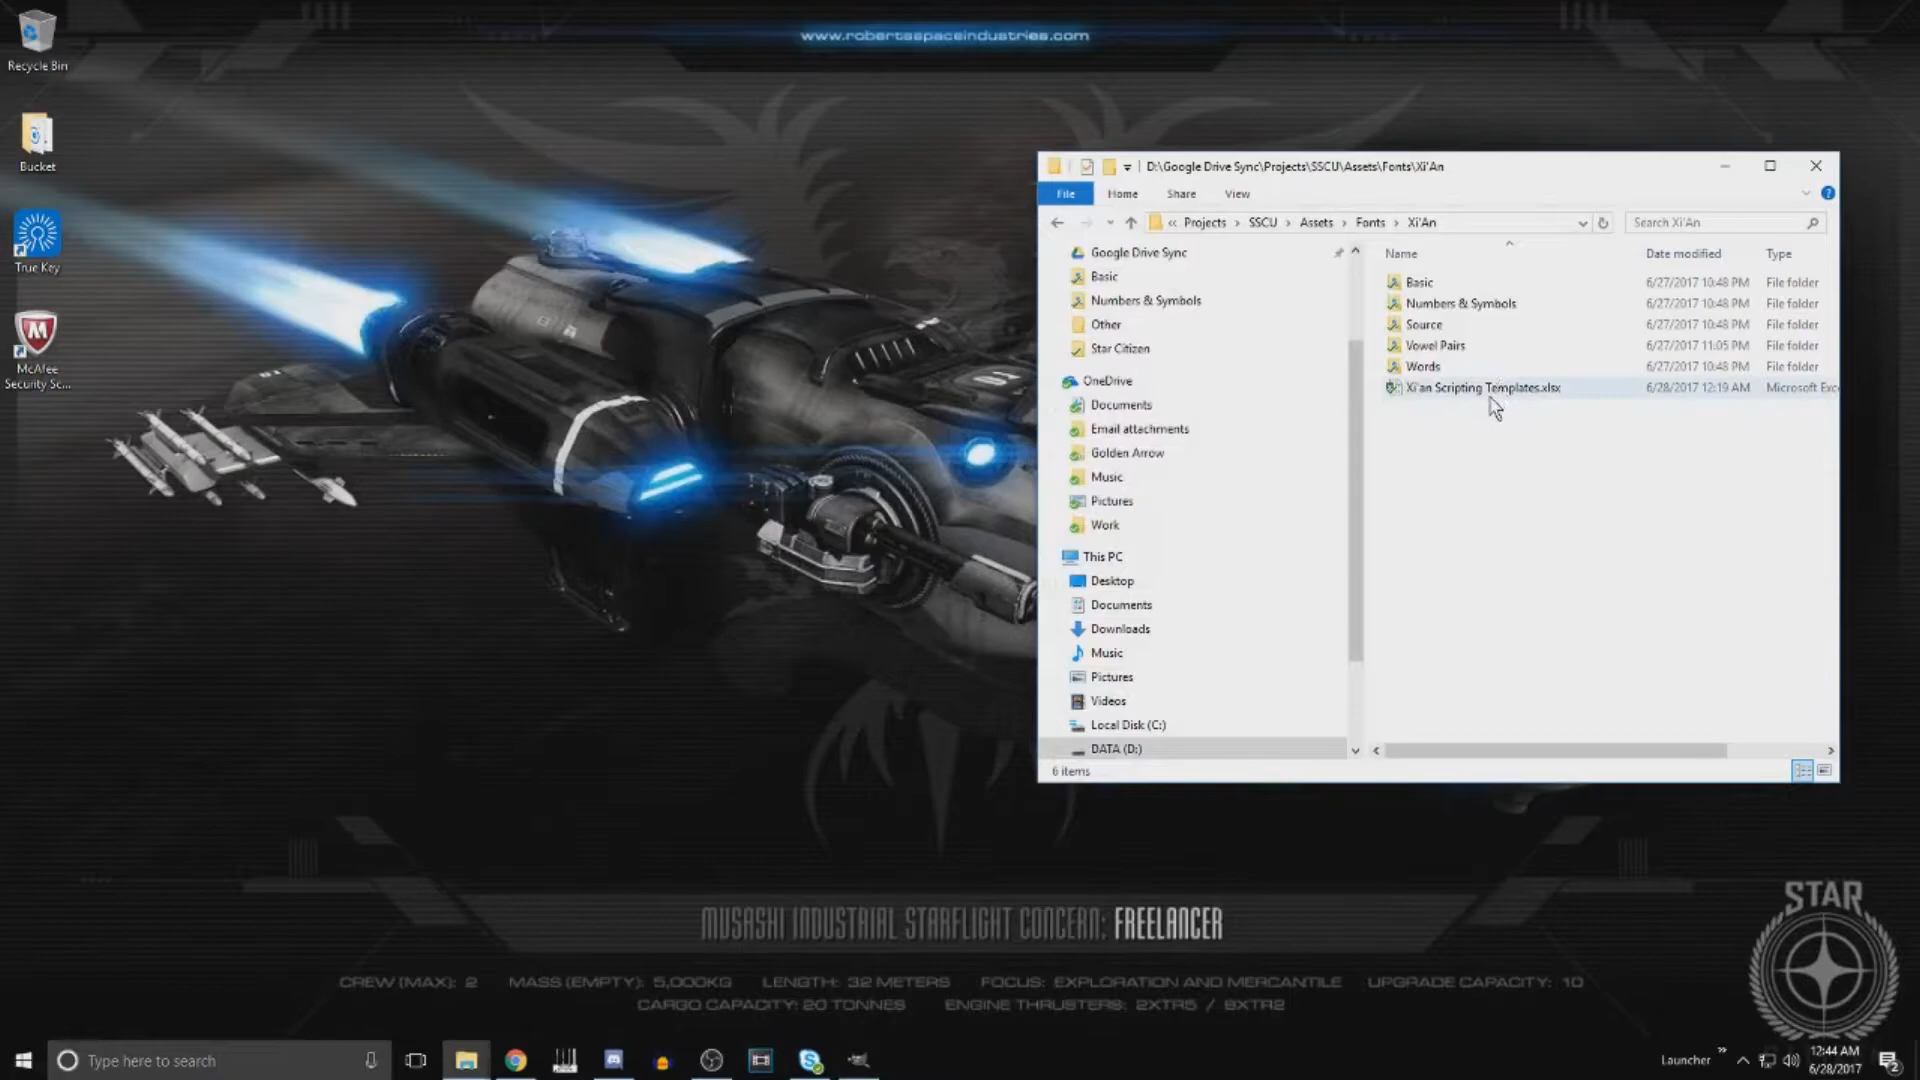 www.robertsspaceindustries.com
Recycle Bin
Bucket
True Key
McAfee
Security Sc...
D:\Google Drive Sync\Projects\SSCU\Assets\Fonts\Xi'An
File Home Share View
« Projects > SSCU > Assets > Fonts > Xi'An
Search Xi'An
Google Drive Sync
Basic
Numbers & Symbols
Other
Star Citizen
OneDrive
Documents
Email attachments
Golden Arrow
Music
Pictures
Work
This PC
Desktop
Documents
Downloads
Music
Pictures
Videos
Local Disk (C:)
DATA (D:)
Name Date modified Type
Basic 6/27/2017 10:48 PM File folder
Numbers & Symbols 6/27/2017 10:48 PM File folder
Source 6/27/2017 10:48 PM File folder
Vowel Pairs 6/27/2017 11:05 PM File folder
Words 6/27/2017 10:48 PM File folder
Xi'an Scripting Templates.xlsx 6/28/2017 12:19 AM Microsoft Exc
6 items
MUSASHI INDUSTRIAL STARFLIGHT CONCERN: FREELANCER
CREW (MAX): 2 MASS (EMPTY): 5,000KG LENGTH: 32 METERS FOCUS: EXPLORATION AND MERCANTILE UPGRADE CAPACITY: 10
CARGO CAPACITY: 20 TONNES ENGINE THRUSTERS: 2XTR5 / 8XTR2
STAR
Type here to search
Launcher
12:44 AM
6/28/2017
2